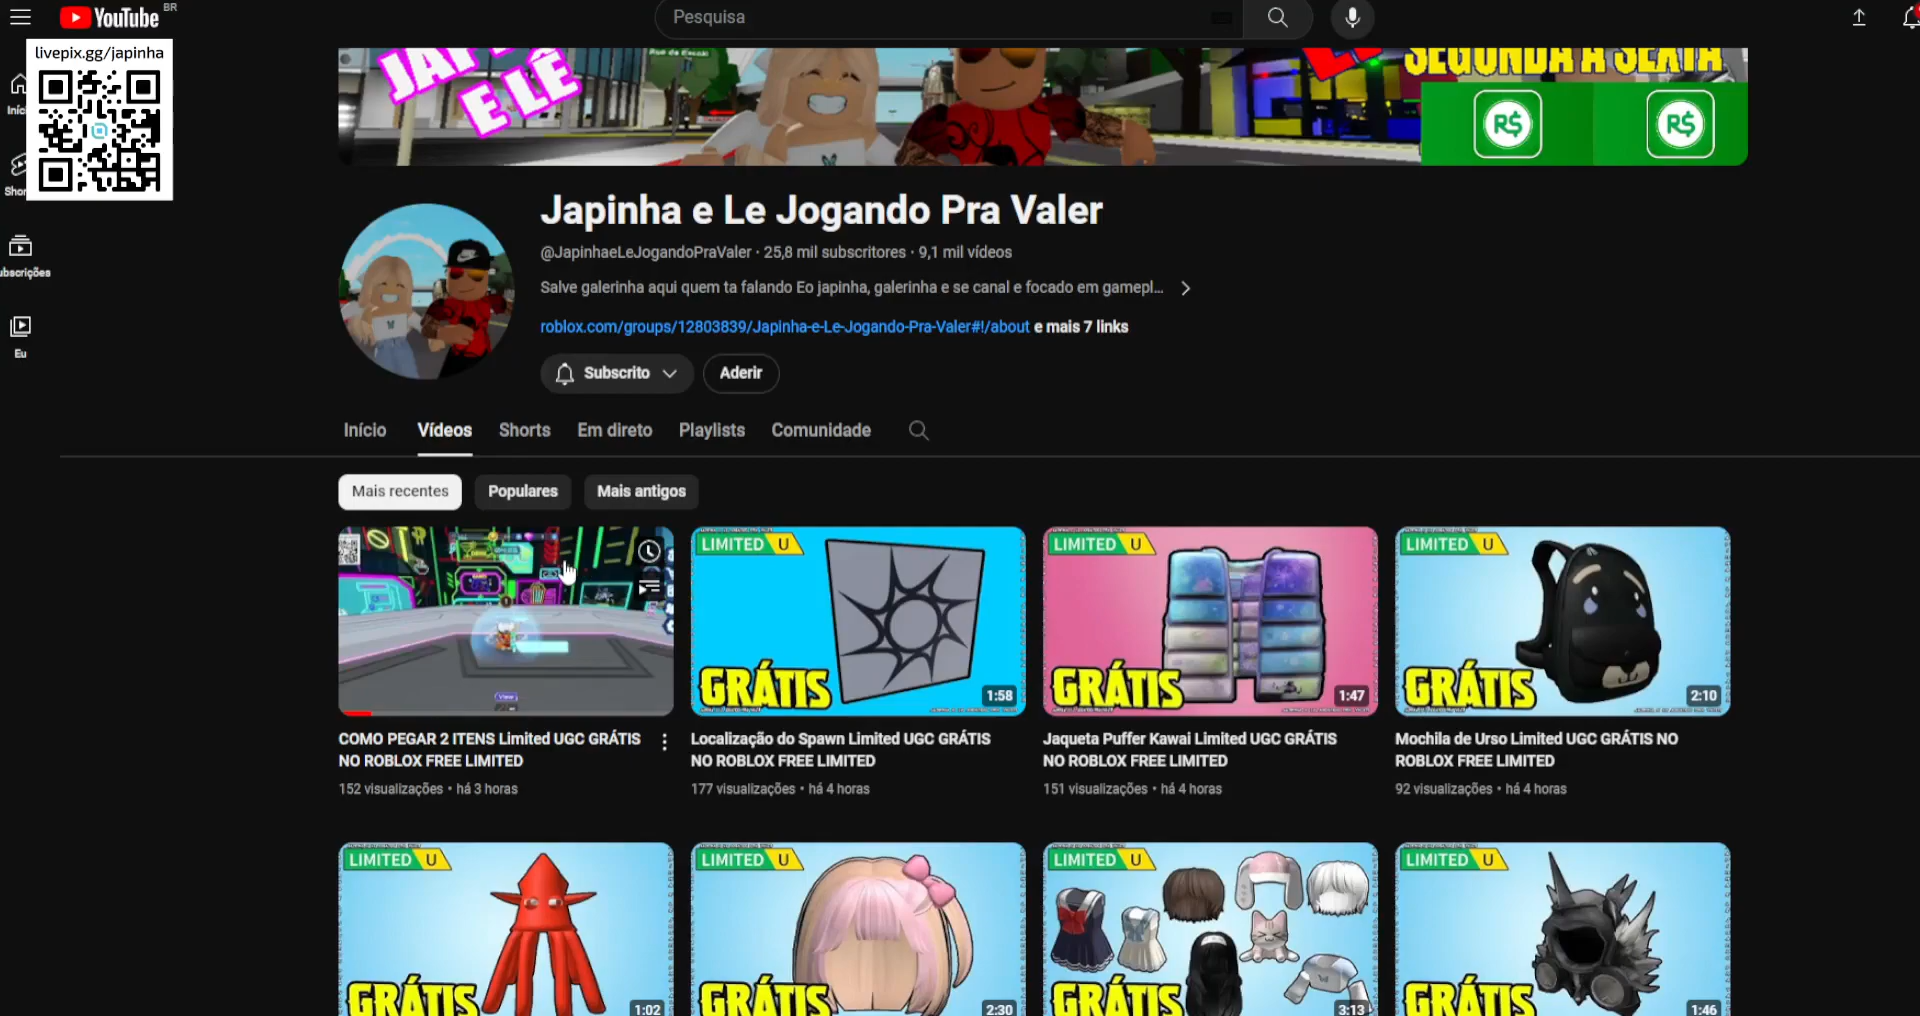 YouTube BR
Pesquisa
livepix.gg/japinha
Subscrições
Eu
E LÊ
SEGUNDA A SEXTA
R$
R$
Japinha e Le Jogando Pra Valer
@JapinhaeLeJogandoPraValer · 25,8 mil subscritores · 9,1 mil vídeos
Salve galerinha aqui quem ta falando Eo japinha, galerinha e se canal e focado em gamepl...
roblox.com/groups/12803839/Japinha-e-Le-Jogando-Pra-Valer#!/about e mais 7 links
Subscrito
Aderir
Início Vídeos Shorts Em direto Playlists Comunidade
Mais recentes Populares Mais antigos
LIMITED U
GRÁTIS
1:58
LIMITED U
GRÁTIS
1:47
LIMITED U
GRÁTIS
2:10
COMO PEGAR 2 ITENS Limited UGC GRÁTIS
NO ROBLOX FREE LIMITED
152 visualizações • há 3 horas
Localização do Spawn Limited UGC GRÁTIS
NO ROBLOX FREE LIMITED
177 visualizações • há 4 horas
Jaqueta Puffer Kawai Limited UGC GRÁTIS
NO ROBLOX FREE LIMITED
151 visualizações • há 4 horas
Mochila de Urso Limited UGC GRÁTIS NO
ROBLOX FREE LIMITED
92 visualizações • há 4 horas
LIMITED U
GRÁTIS
1:02
LIMITED U
GRÁTIS
2:30
LIMITED U
GRÁTIS
3:13
LIMITED U
GRÁTIS
1:46